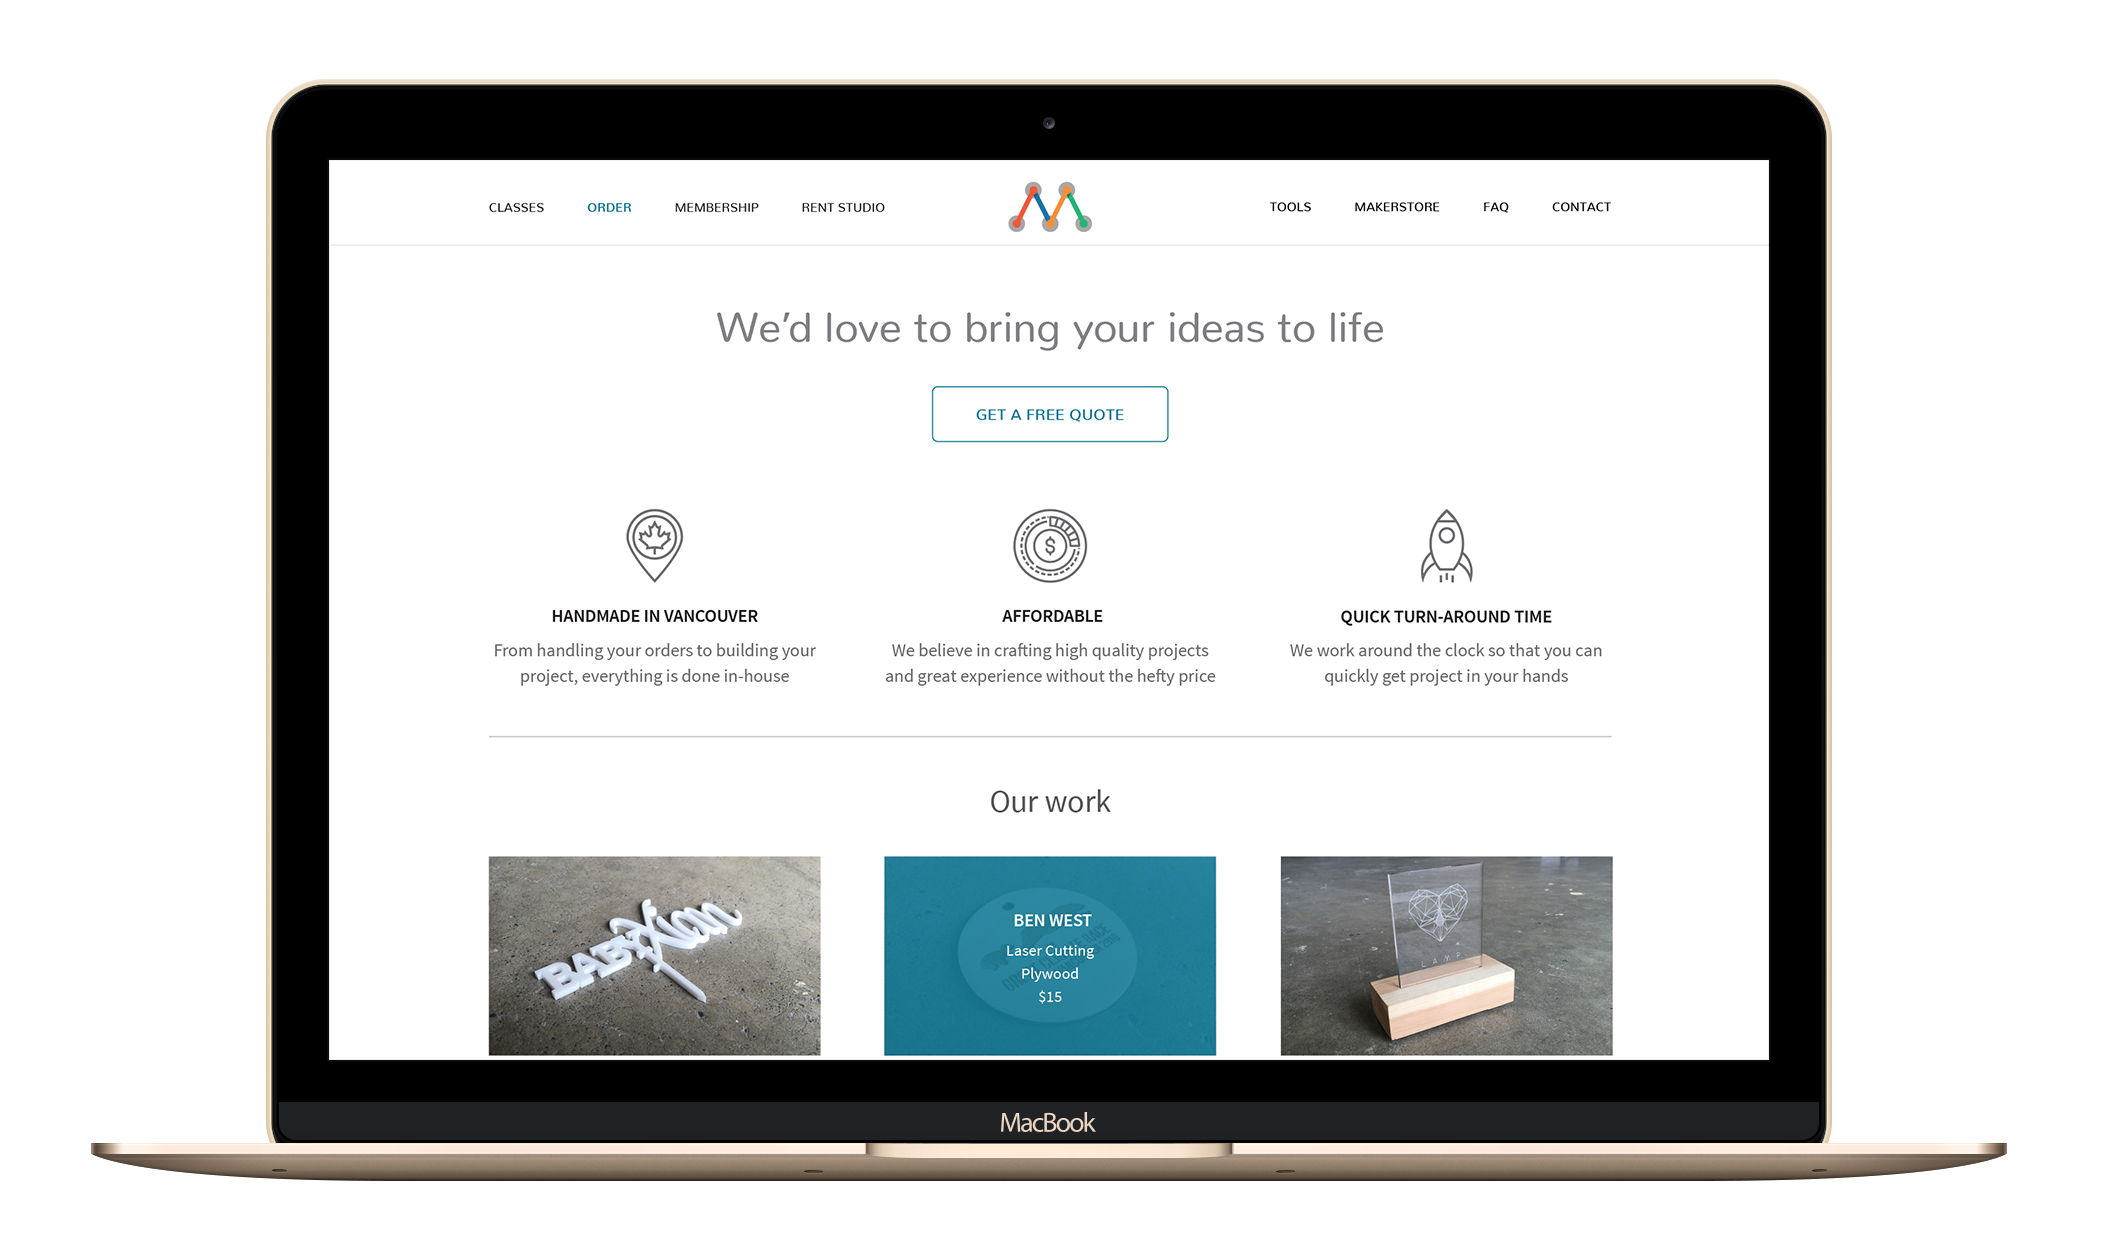 CLASSES ORDER MEMBERSHIP RENT STUDIO TOOLS MAKERSTORE FAQ CONTACT
We'd love to bring your ideas to life
GET A FREE QUOTE
HANDMADE IN VANCOUVER
From handling your orders to building your
project, everything is done in-house
$
AFFORDABLE
We believe in crafting high quality projects
and great experience without the hefty price
QUICK TURN-AROUND TIME
We work around the clock so that you can
quickly get project in your hands
Our work
BABYXian
BEN WEST
Laser Cutting
Plywood
$15
MacBook